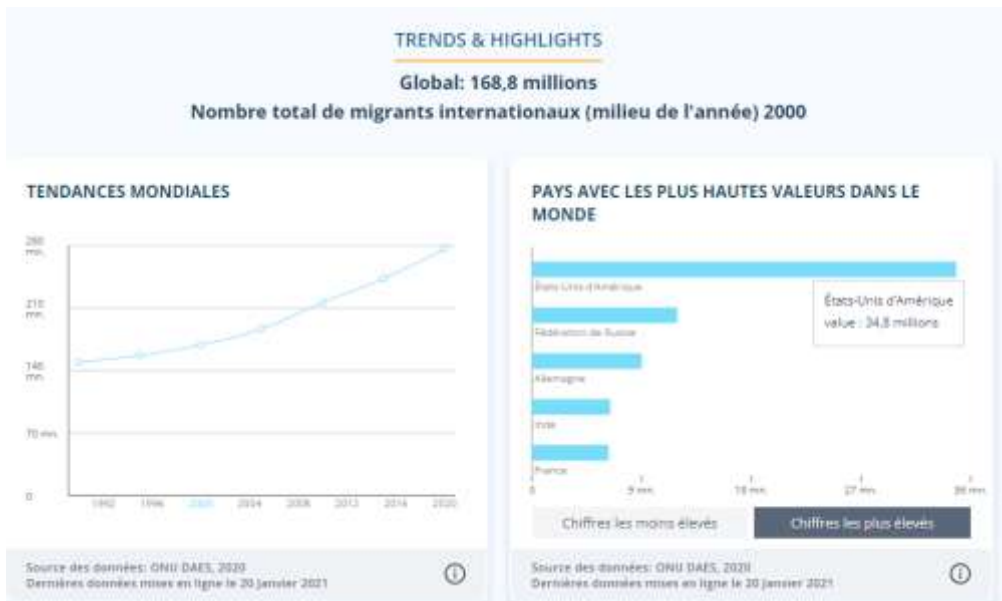 TRENDS & HIGHLIGHTS
Global: 168,8 millions
Nombre total de migrants internationaux (milieu de l'année) 2000
TENDANCES MONDIALES
280
mn.
210
mn.
140
mn.
70 mn.
0
1992 1996 2000 2004 2008 2012 2016 2020
Source des données: ONU DAES, 2020
Dernières données mises en ligne le 20 janvier 2021
PAYS AVEC LES PLUS HAUTES VALEURS DANS LE
MONDE
États-Unis d'Amérique
États-Unis d'Amérique
value : 34,8 millions
Fédération de Russie
Allemagne
Inde
France
0 9 mn. 18 mn. 27 mn. 36 mn.
Chiffres les moins élevés Chiffres les plus élevés
Source des données: ONU DAES, 2020
Dernières données mises en ligne le 20 janvier 2021